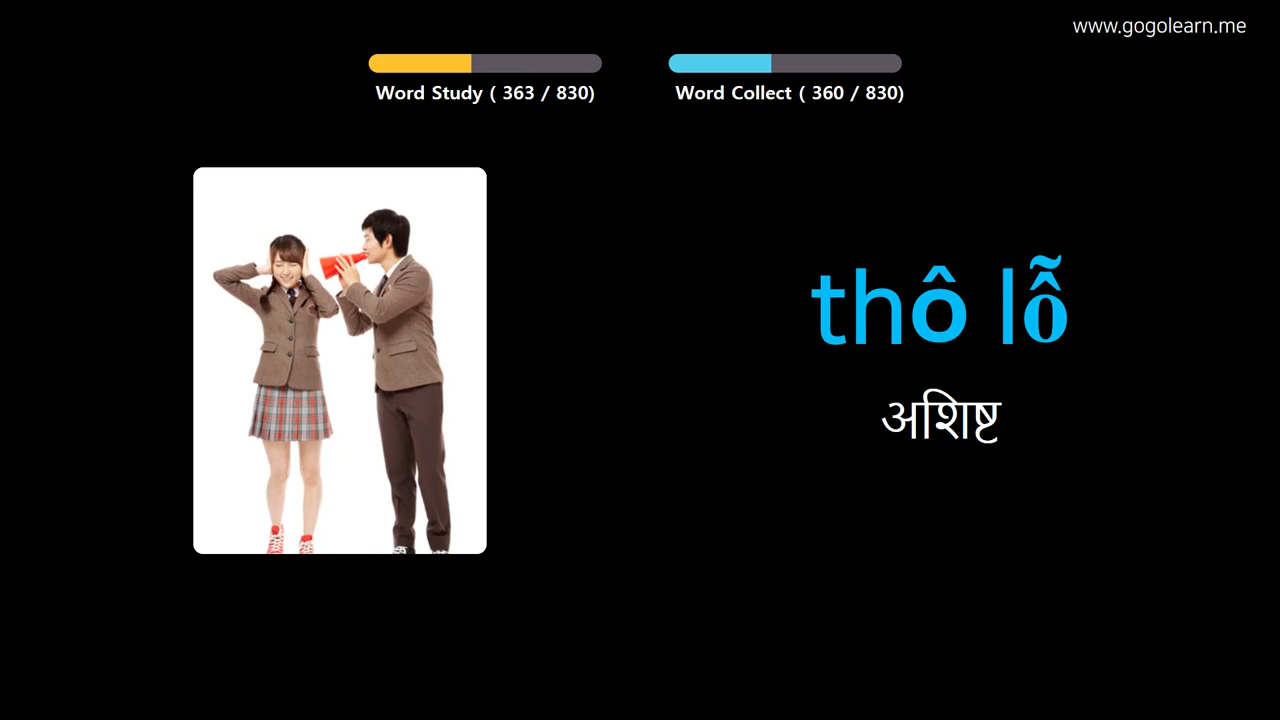 www.gogolearn.me
Word Study ( 363 / 830)
Word Collect ( 360 / 830)
thô lỗ
अशिष्ट